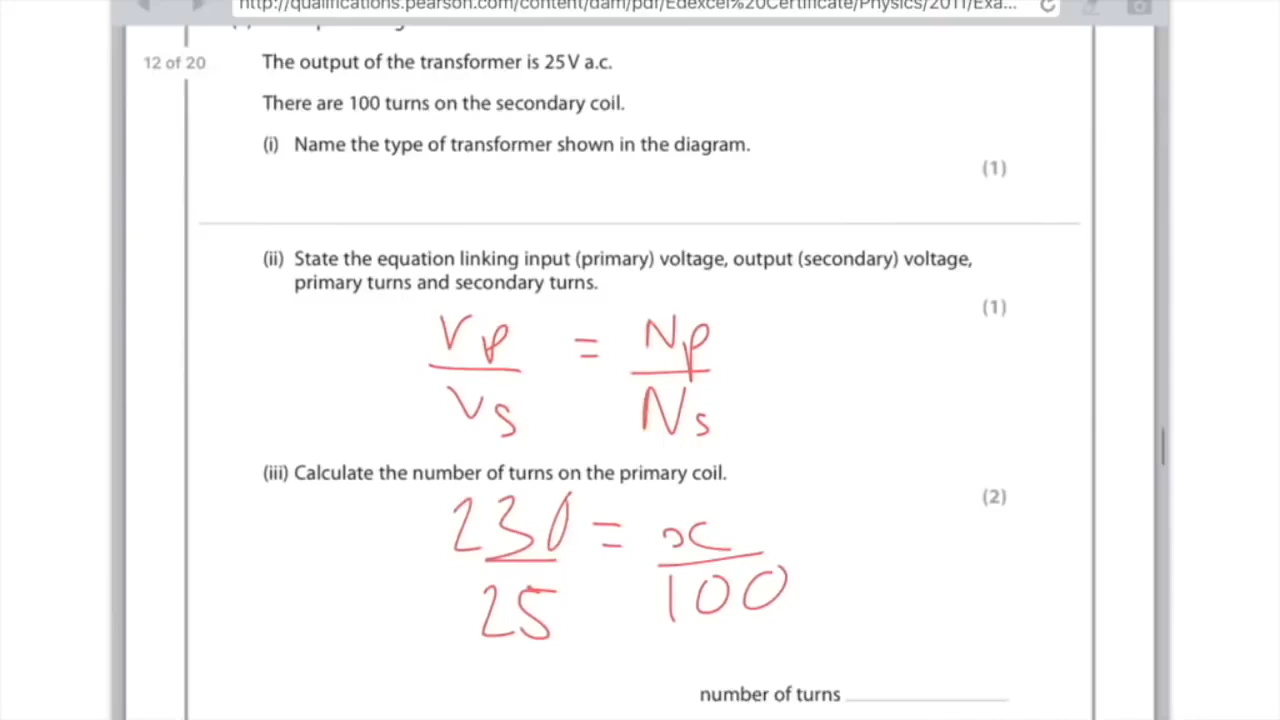 http://qualifications.pearson.com/content/dam/pdf/Edexcel%20Certificate/Physics/2011/Exa...
12 of 20
The output of the transformer is 25 V a.c.
There are 100 turns on the secondary coil.
(i) Name the type of transformer shown in the diagram.
(1)
(ii) State the equation linking input (primary) voltage, output (secondary) voltage,
primary turns and secondary turns.
(1)
Vp = Np
Vs Ns
(iii) Calculate the number of turns on the primary coil.
(2)
230 = x
25 100
number of turns